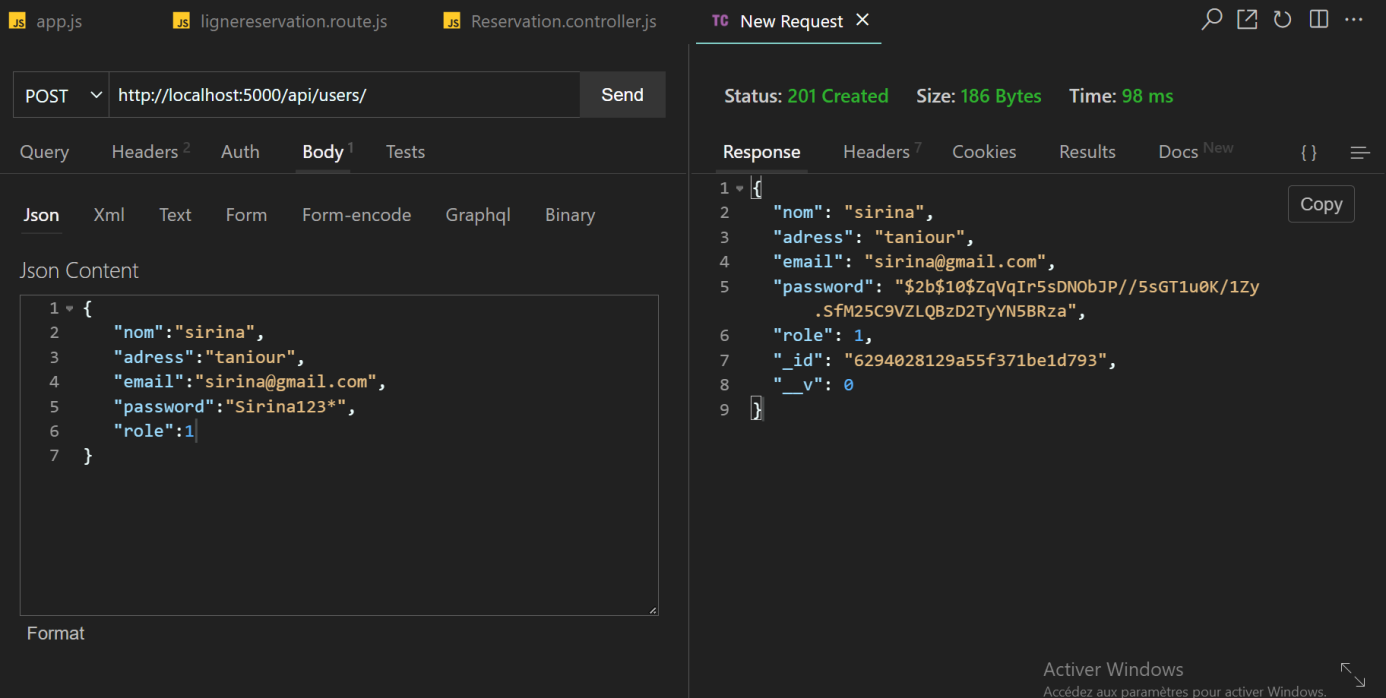 JS app.js JS lignereservation.route.js JS Reservation.controller.js TC New Request
POST http://localhost:5000/api/users/ Send
Status: 201 Created Size: 186 Bytes Time: 98 ms
Query Headers 2 Auth Body 1 Tests
Response Headers 7 Cookies Results Docs New { }
Json Xml Text Form Form-encode Graphql Binary
Json Content
1 {
2 "nom":"sirina",
3 "adress":"taniour",
4 "email":"sirina@gmail.com",
5 "password":"Sirina123*",
6 "role":1
7 }
Format
Copy
1 {
2 "nom": "sirina",
3 "adress": "taniour",
4 "email": "sirina@gmail.com",
5 "password": "$2b$10$ZqVqIr5sDNObJP//5sGT1u0K/1Zy
.SfM25C9VZLQBzD2TyYN5BRza",
6 "role": 1,
7 "_id": "6294028129a55f371be1d793",
8 "__v": 0
9 }
Activer Windows
Accédez aux paramètres pour activer Windows.